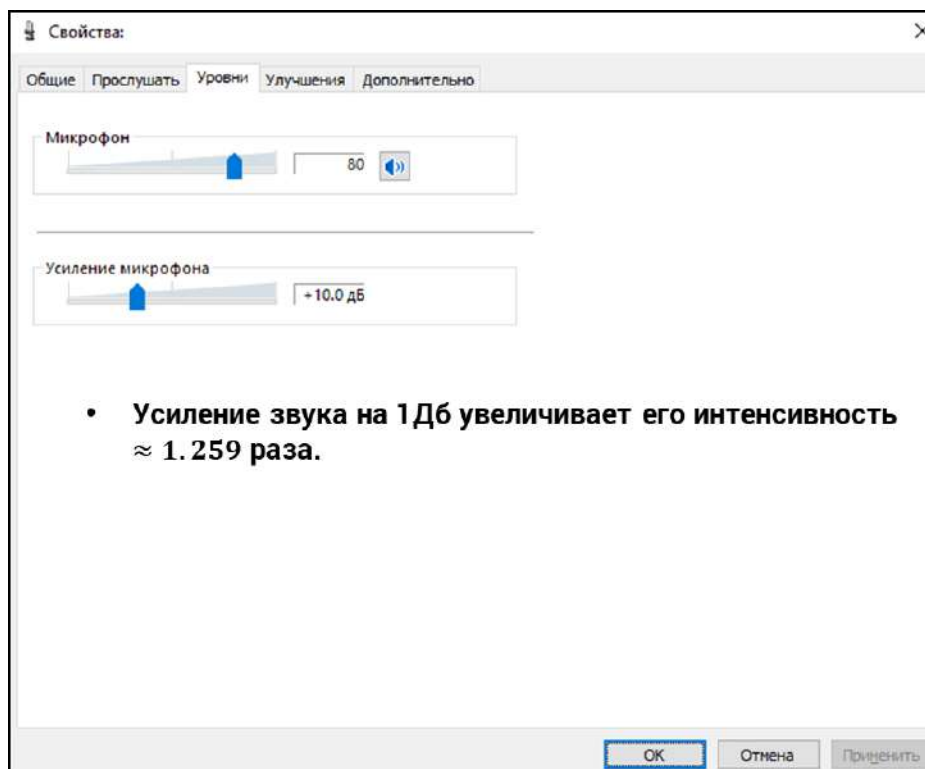 Свойства:
Общие Прослушать Уровни Улучшения Дополнительно
Микрофон
80
Усиление микрофона
+10.0 дБ
• Усиление звука на 1Дб увеличивает его интенсивность
≈ 1.259 раза.
OK Отмена Применить